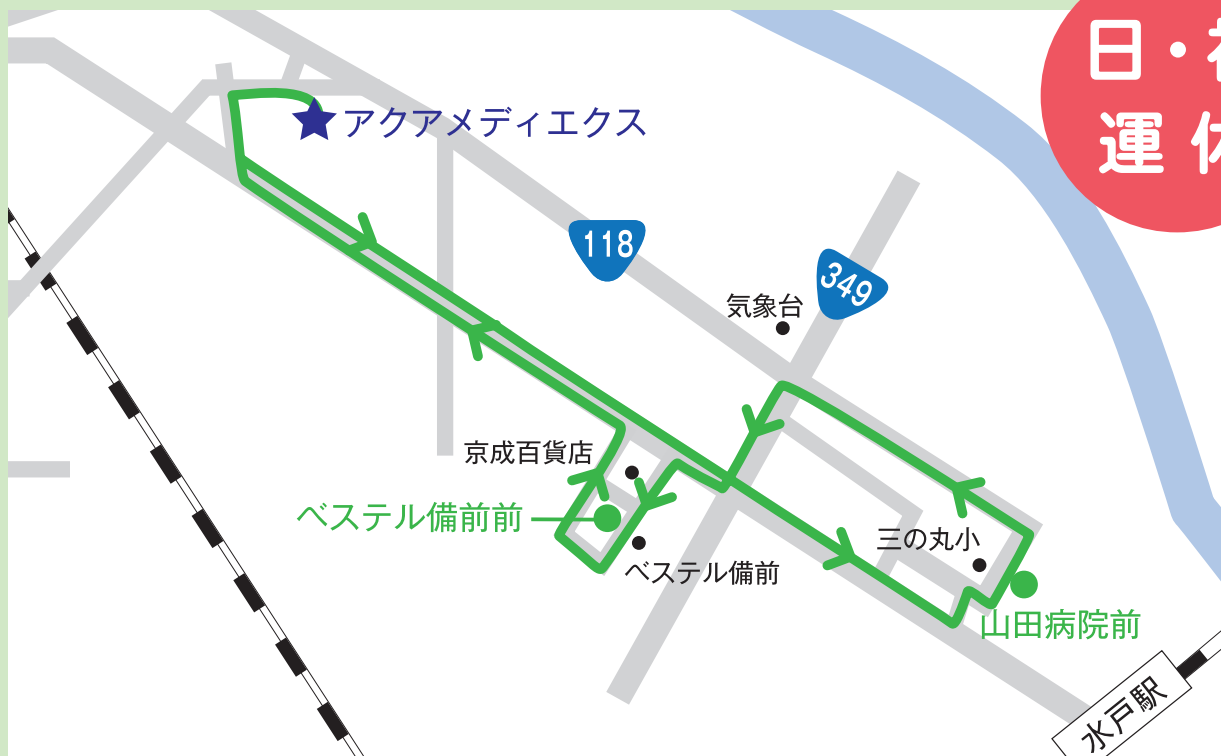 日・
運
アクアメディエクス
118
349
気象台
京成百貨店
ベステル備前前
三の丸小
ベステル備前
山田病院前
水戸駅